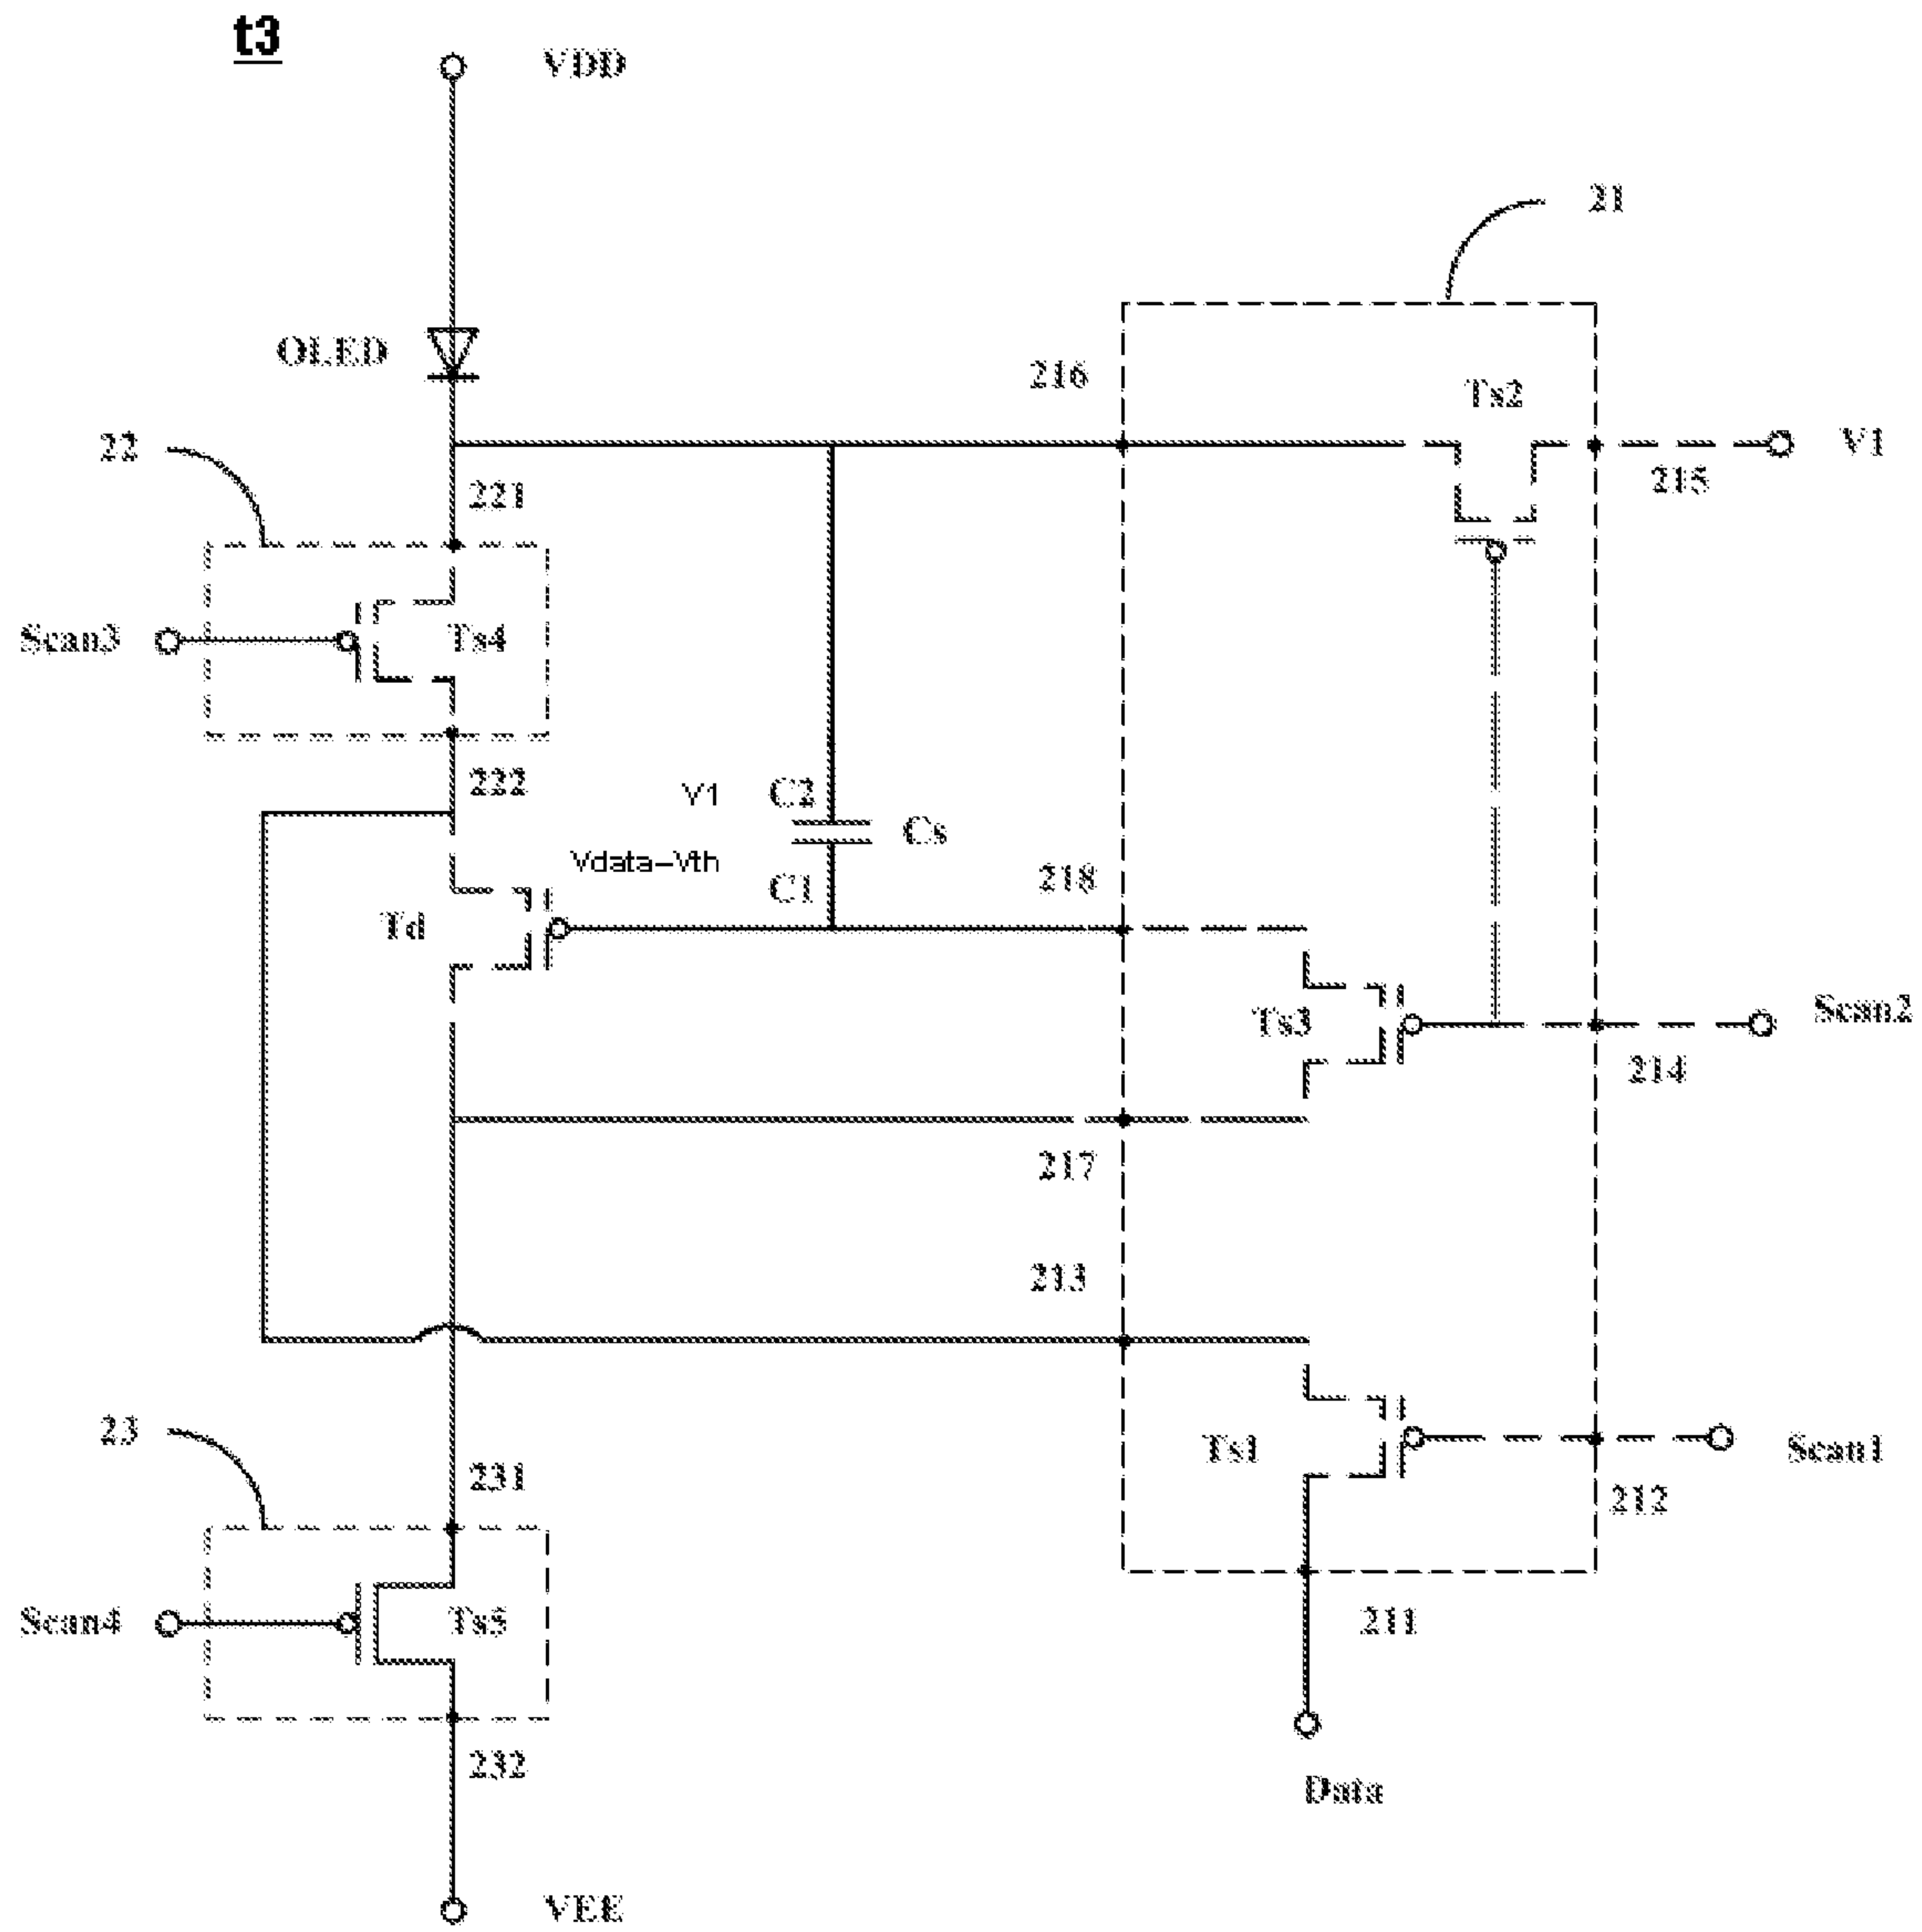 t3
VDD
21
OLED
216
Ts2
22
V1
221
215
Scan3
Ts4
222
V1
C2
Cs
Vdata-Vth
C1
218
Td
Ts3
Scan2
214
217
213
23
Ts1
Scan1
231
212
Scan4
Ts5
211
232
Data
VEE